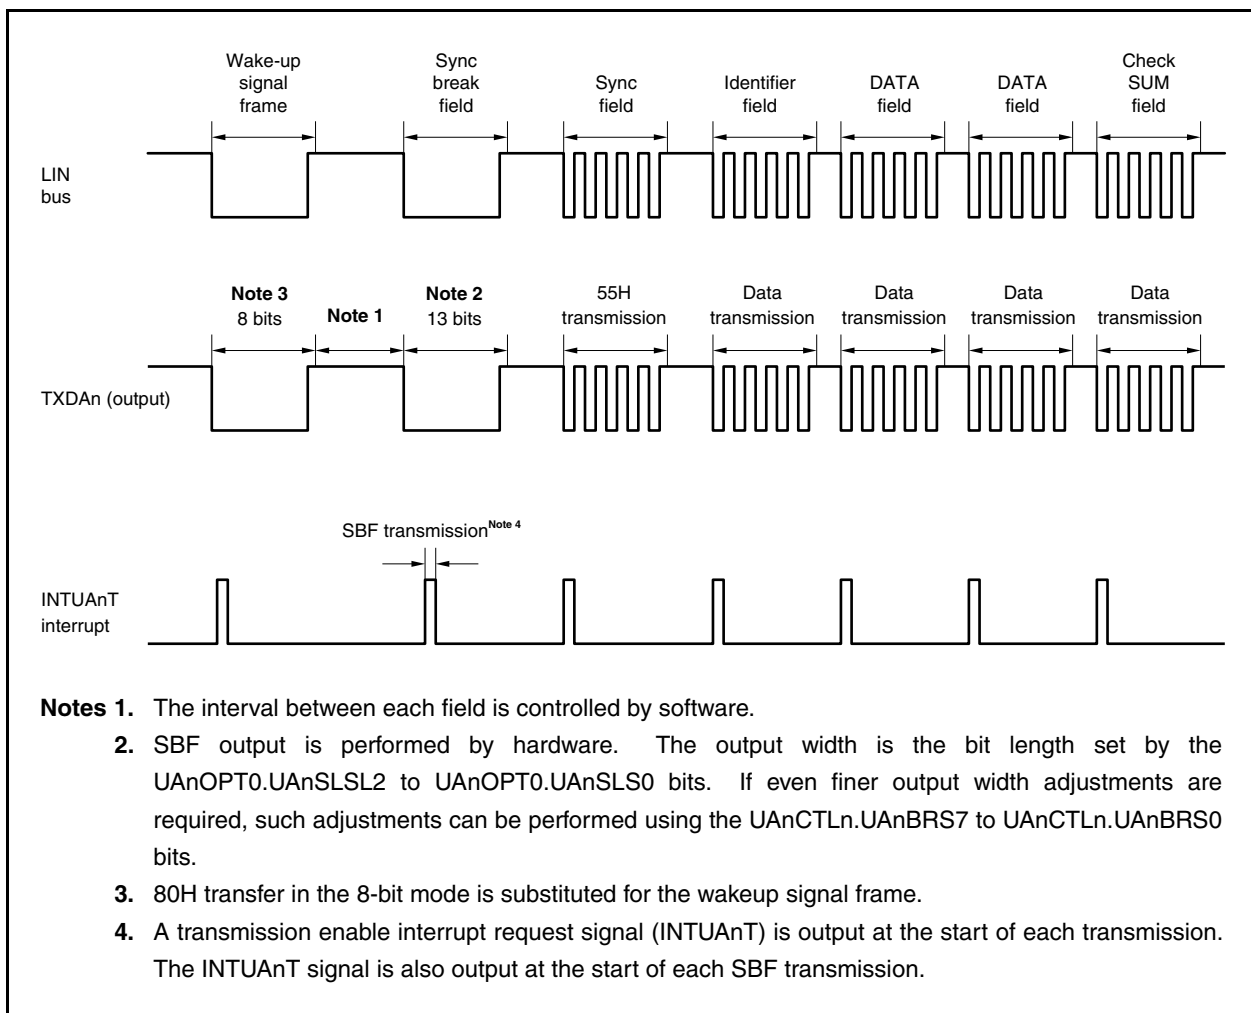 Wake-up
signal
frame
Sync
break
field
Sync
field
Identifier
field
DATA
field
DATA
field
Check
SUM
field
LIN
bus
Note 3
8 bits
Note 1
Note 2
13 bits
55H
transmission
Data
transmission
Data
transmission
Data
transmission
Data
transmission
TXDAn (output)
SBF transmission Note 4
INTUAnT
interrupt
Notes 1. The interval between each field is controlled by software.
2. SBF output is performed by hardware. The output width is the bit length set by the
UAnOPT0.UAnSLSL2 to UAnOPT0.UAnSLS0 bits. If even finer output width adjustments are
required, such adjustments can be performed using the UAnCTLn.UAnBRS7 to UAnCTLn.UAnBRS0
bits.
3. 80H transfer in the 8-bit mode is substituted for the wakeup signal frame.
4. A transmission enable interrupt request signal (INTUAnT) is output at the start of each transmission.
The INTUAnT signal is also output at the start of each SBF transmission.